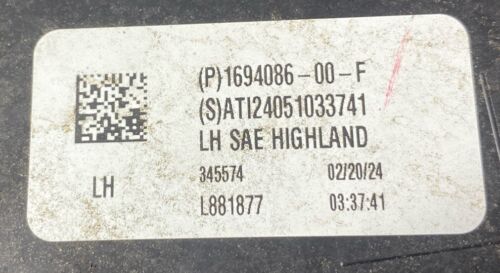 (P)1694086-00-F
(S)ATI24051033741
LH SAE HIGHLAND
LH 345574 02/20/24
L881877 03:37:41